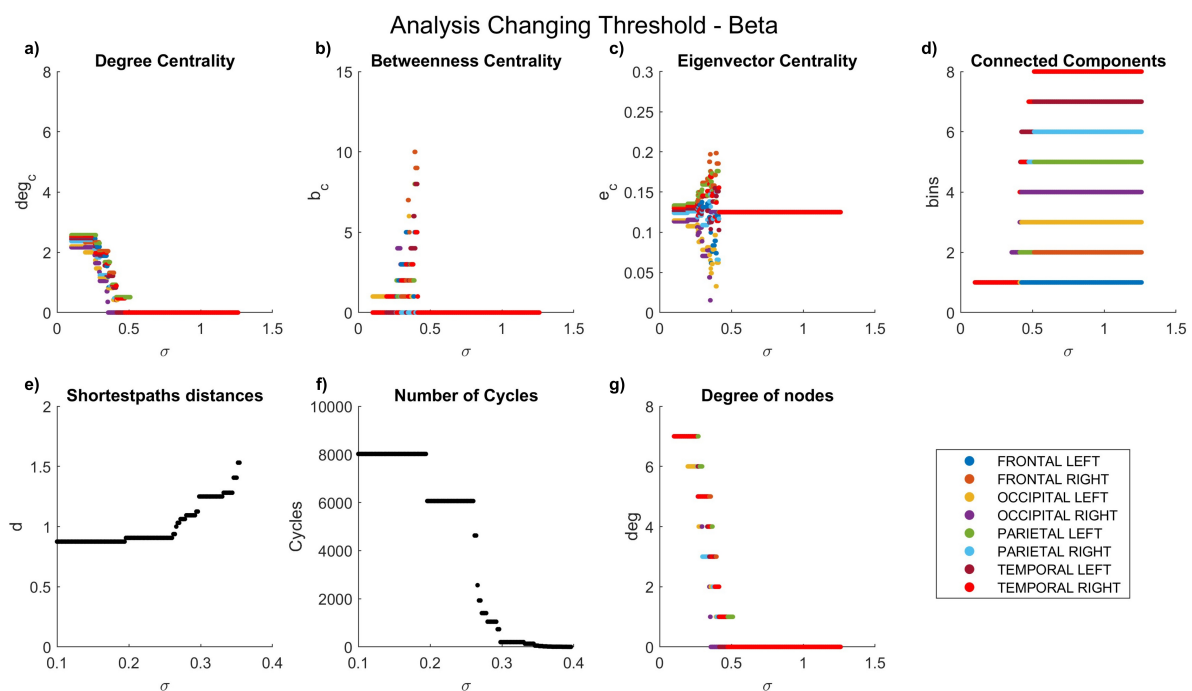 Analysis Changing Threshold - Beta
a)
Degree Centrality
8
6
4
2
0
deg_c
0
0.5
1
1.5
σ
b)
Betweenness Centrality
15
10
5
0
b_c
0
0.5
1
1.5
σ
c)
Eigenvector Centrality
0.3
0.25
0.2
0.15
0.1
0.05
0
e_c
0
0.5
1
1.5
σ
d)
Connected Components
8
6
4
2
0
bins
0
0.5
1
1.5
σ
e)
Shortestpaths distances
2
1.5
1
0.5
0
d
0.1
0.2
0.3
0.4
σ
f)
Number of Cycles
10000
8000
6000
4000
2000
0
Cycles
0.1
0.2
0.3
0.4
σ
g)
Degree of nodes
8
6
4
2
0
deg
0
0.5
1
1.5
σ
FRONTAL LEFT
FRONTAL RIGHT
OCCIPITAL LEFT
OCCIPITAL RIGHT
PARIETAL LEFT
PARIETAL RIGHT
TEMPORAL LEFT
TEMPORAL RIGHT